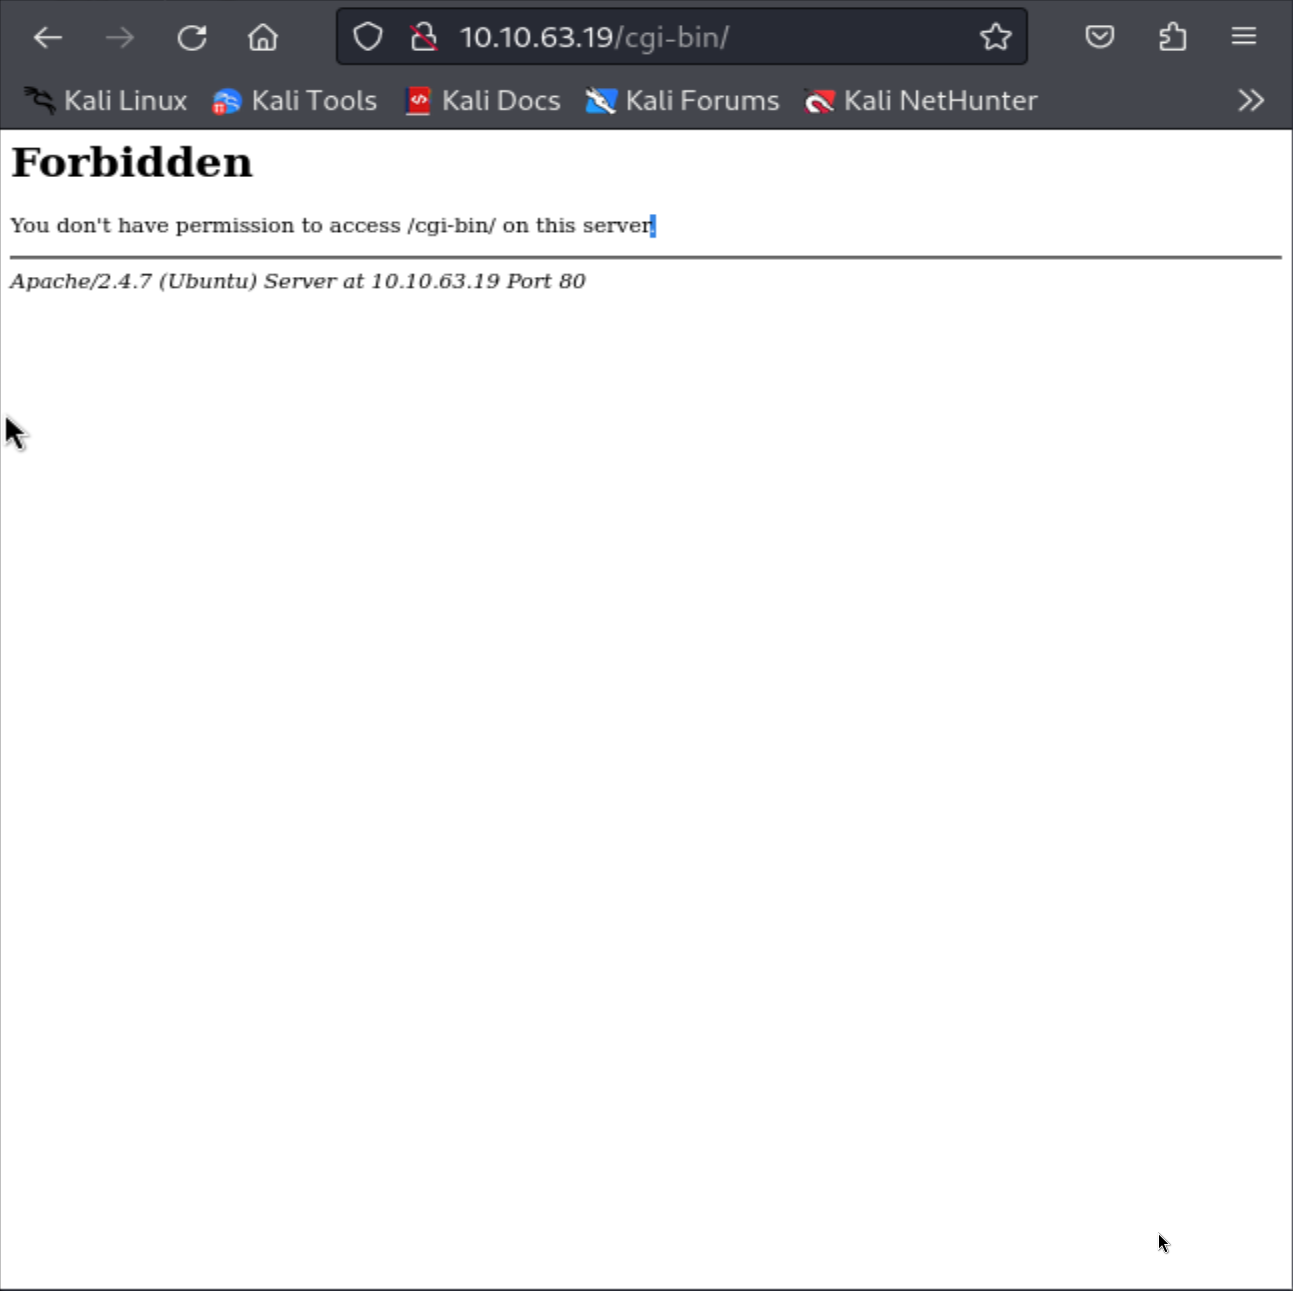 10.10.63.19/cgi-bin/
Kali Linux Kali Tools Kali Docs Kali Forums Kali NetHunter
Forbidden
You don't have permission to access /cgi-bin/ on this server.
Apache/2.4.7 (Ubuntu) Server at 10.10.63.19 Port 80